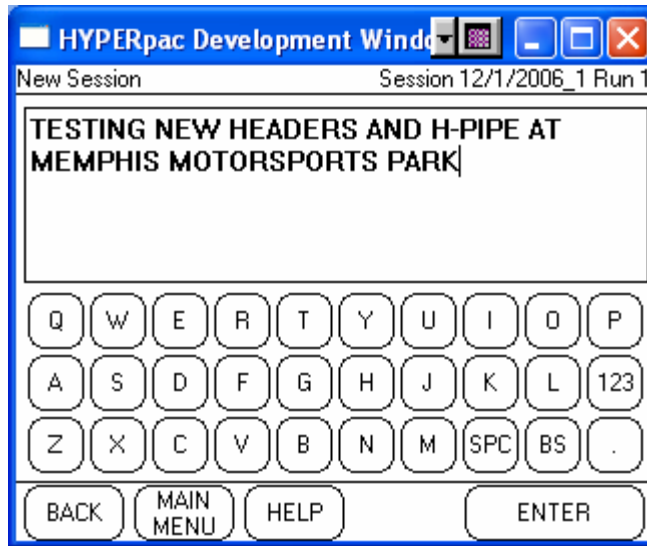 HYPERpac Development Windo
New Session Session 12/1/2006_1 Run 1
TESTING NEW HEADERS AND H-PIPE AT
MEMPHIS MOTORSPORTS PARK
Q W E R T Y U I O P
A S D F G H J K L 123
Z X C V B N M SPC BS .
BACK MAIN MENU HELP ENTER